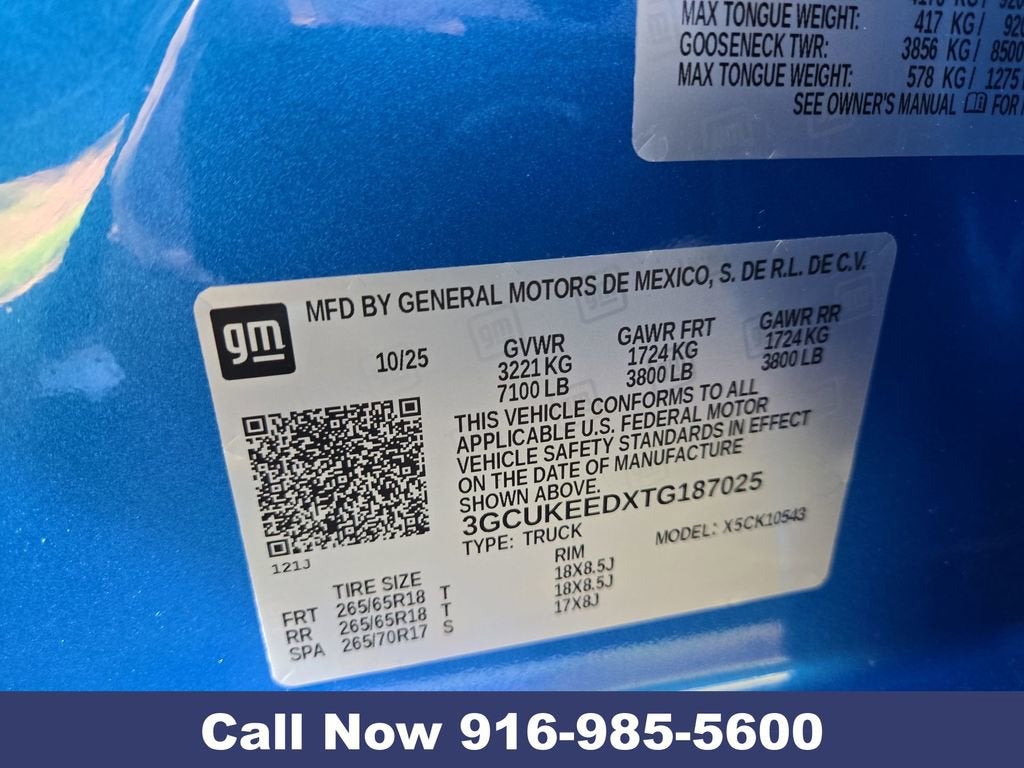 MAX TONGUE WEIGHT: 417 KG/ 920
GOOSENECK TWR: 3856 KG/ 8500
MAX TONGUE WEIGHT: 578 KG/ 1275
SEE OWNER'S MANUAL FOR
gm
MFD BY GENERAL MOTORS DE MEXICO, S. DE R.L. DE C.V.
10/25 GVWR GAWR FRT GAWR RR
3221 KG 1724 KG 1724 KG
7100 LB 3800 LB 3800 LB
THIS VEHICLE CONFORMS TO ALL
APPLICABLE U.S. FEDERAL MOTOR
VEHICLE SAFETY STANDARDS IN EFFECT
ON THE DATE OF MANUFACTURE
SHOWN ABOVE.
3GCUKEEDXTG187025
TYPE: TRUCK MODEL: X5CK10543
121J
TIRE SIZE RIM
FRT 265/65R18 T 18X8.5J
RR 265/65R18 T 18X8.5J
SPA 265/70R17 S 17X8J
Call Now 916-985-5600